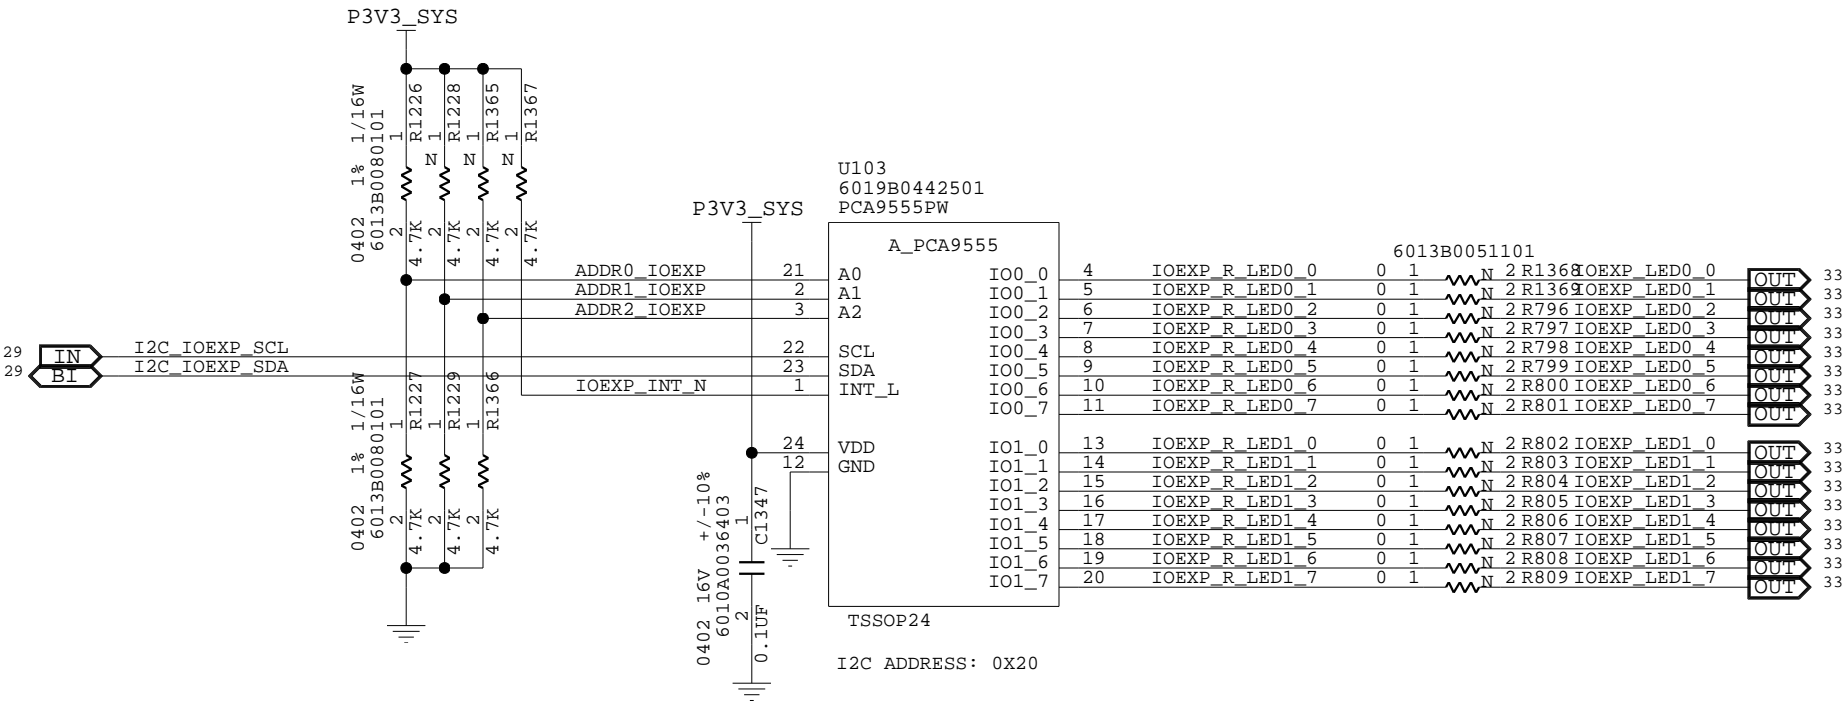 P3V3_SYS
0402 1% 1/16W
6013B0080101
1 R1226
1 R1228
1 R1365
1 R1367
N
N
N
2 4.7K
2 4.7K
2 4.7K
2 4.7K
U103
6019B0442501
PCA9555PW
P3V3_SYS
A_PCA9555
6013B0051101
ADDR0_IOEXP 21 A0
ADDR1_IOEXP 2 A1
ADDR2_IOEXP 3 A2
29 IN I2C_IOEXP_SCL 22 SCL
29 BI I2C_IOEXP_SDA 23 SDA
IOEXP_INT_N 1 INT_L
24 VDD
12 GND
IO0_0 4 IOEXP_R_LED0_0 0 1 N 2 R1368 IOEXP_LED0_0 OUT 33
IO0_1 5 IOEXP_R_LED0_1 0 1 N 2 R1369 IOEXP_LED0_1 OUT 33
IO0_2 6 IOEXP_R_LED0_2 0 1 N 2 R796 IOEXP_LED0_2 OUT 33
IO0_3 7 IOEXP_R_LED0_3 0 1 N 2 R797 IOEXP_LED0_3 OUT 33
IO0_4 8 IOEXP_R_LED0_4 0 1 N 2 R798 IOEXP_LED0_4 OUT 33
IO0_5 9 IOEXP_R_LED0_5 0 1 N 2 R799 IOEXP_LED0_5 OUT 33
IO0_6 10 IOEXP_R_LED0_6 0 1 N 2 R800 IOEXP_LED0_6 OUT 33
IO0_7 11 IOEXP_R_LED0_7 0 1 N 2 R801 IOEXP_LED0_7 OUT 33
IO1_0 13 IOEXP_R_LED1_0 0 1 N 2 R802 IOEXP_LED1_0 OUT 33
IO1_1 14 IOEXP_R_LED1_1 0 1 N 2 R803 IOEXP_LED1_1 OUT 33
IO1_2 15 IOEXP_R_LED1_2 0 1 N 2 R804 IOEXP_LED1_2 OUT 33
IO1_3 16 IOEXP_R_LED1_3 0 1 N 2 R805 IOEXP_LED1_3 OUT 33
IO1_4 17 IOEXP_R_LED1_4 0 1 N 2 R806 IOEXP_LED1_4 OUT 33
IO1_5 18 IOEXP_R_LED1_5 0 1 N 2 R807 IOEXP_LED1_5 OUT 33
IO1_6 19 IOEXP_R_LED1_6 0 1 N 2 R808 IOEXP_LED1_6 OUT 33
IO1_7 20 IOEXP_R_LED1_7 0 1 N 2 R809 IOEXP_LED1_7 OUT 33
0402 1% 1/16W
6013B0080101
1 R1227
1 R1229
1 R1366
2 4.7K
2 4.7K
2 4.7K
0402 16V +/-10%
6010A0036403
1 C1347
2 0.1UF
TSSOP24
I2C ADDRESS: 0X20